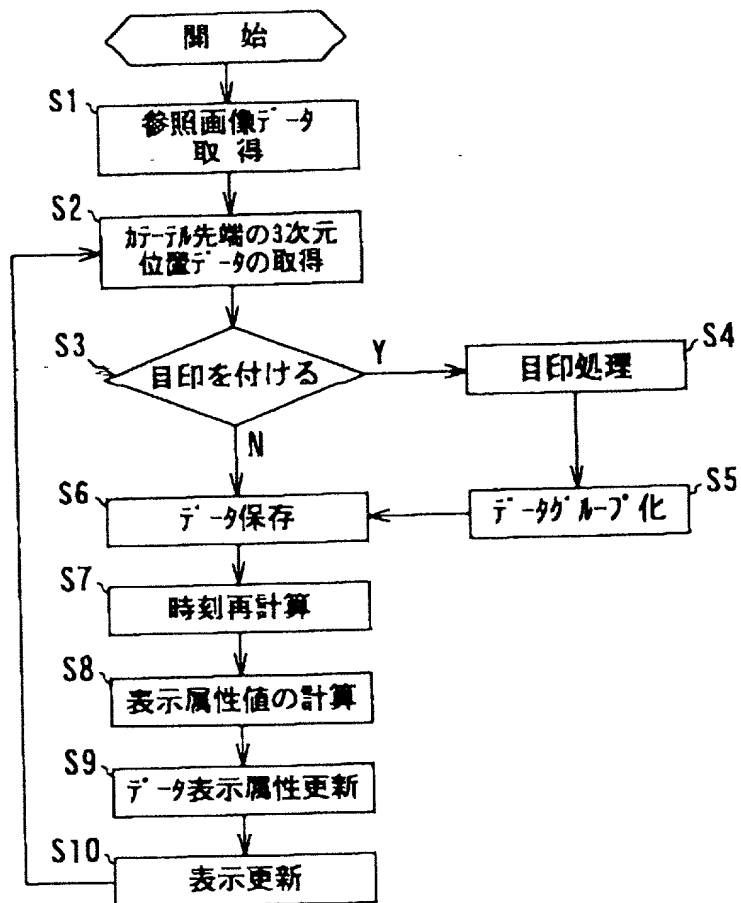 開 始
S1
参照画像データ
取 得
S2
カテーテル先端の3次元
位置データの取得
S3
目印を付ける
Y
S4
目印処理
N
S5
データグループ化
S6
データ保存
S7
時刻再計算
S8
表示属性値の計算
S9
データ表示属性更新
S10
表示更新